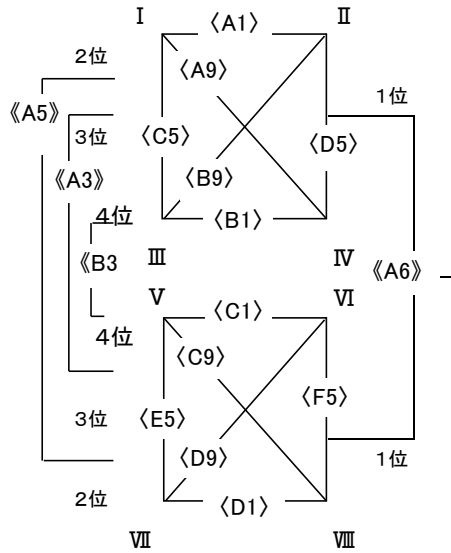 Ⅰ 〈A1〉 Ⅱ
2位 〈A9〉
1位
《A5》
3位 〈C5〉 〈D5〉
《A3》 〈B9〉
4位 〈B1〉
《B3 Ⅲ Ⅳ 《A6》
Ⅴ 〈C1〉 Ⅵ
4位 〈C9〉
〈F5〉
3位 〈E5〉
〈D9〉 1位
2位 〈D1〉
Ⅶ Ⅷ